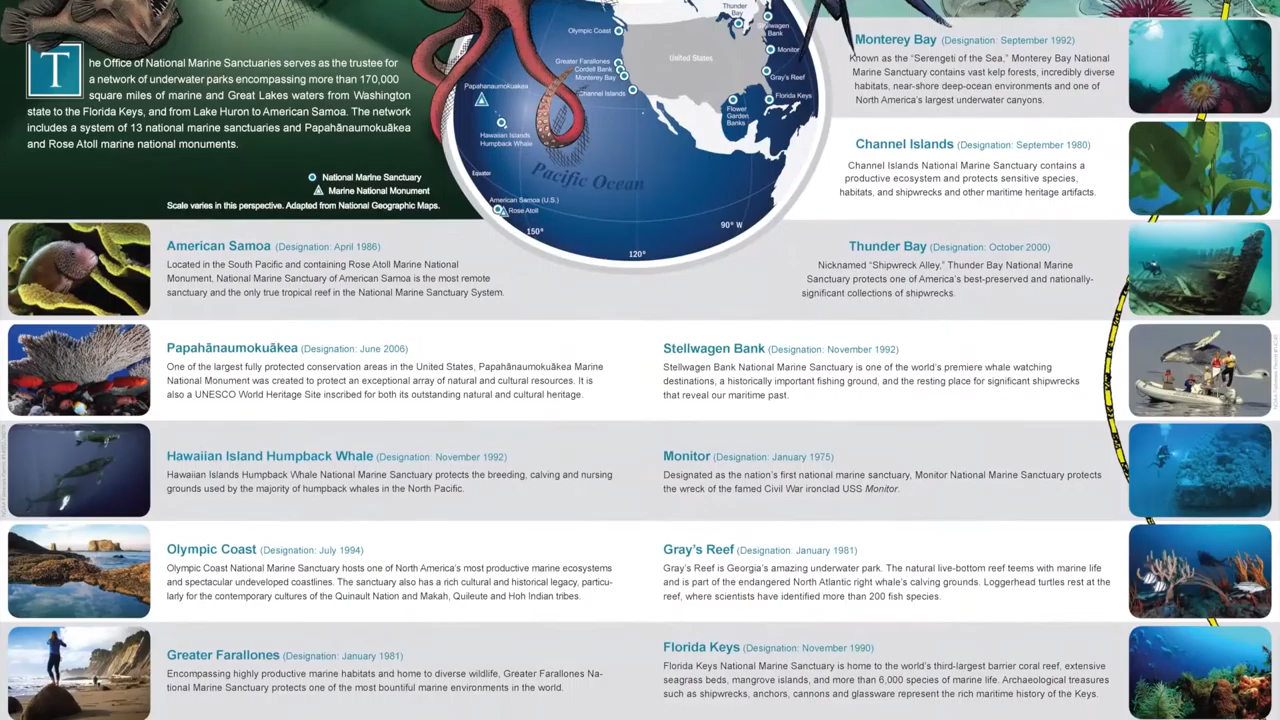 The Office of National Marine Sanctuaries serves as the trustee for
a network of underwater parks encompassing more than 170,000
square miles of marine and Great Lakes waters from Washington
state to the Florida Keys, and from Lake Huron to American Samoa. The network
includes a system of 13 national marine sanctuaries and Papahānaumokuākea
and Rose Atoll marine national monuments.
National Marine Sanctuary
Marine National Monument
Scale varies in this perspective. Adapted from National Geographic Maps.
Thunder
Bay
Olympic Coast
Stellwagen
Bank
Monitor
United States
Greater Farallones
Cordell Bank
Monterey Bay
Gray's Reef
Papahānaumokuākea
Channel Islands
Florida Keys
Flower
Garden
Banks
Hawaiian Islands
Humpback Whale
Pacific Ocean
Equator
American Samoa (U.S.)
Rose Atoll
150°
120°
90° W
Monterey Bay (Designation: September 1992)
Known as the “Serengeti of the Sea,” Monterey Bay National
Marine Sanctuary contains vast kelp forests, incredibly diverse
habitats, near-shore deep-ocean environments and one of
North America’s largest underwater canyons.
Channel Islands (Designation: September 1980)
Channel Islands National Marine Sanctuary contains a
productive ecosystem and protects sensitive species,
habitats, and shipwrecks and other maritime heritage artifacts.
Thunder Bay (Designation: October 2000)
Nicknamed “Shipwreck Alley,” Thunder Bay National Marine
Sanctuary protects one of America’s best-preserved and nationally-
significant collections of shipwrecks.
American Samoa (Designation: April 1986)
Located in the South Pacific and containing Rose Atoll Marine National
Monument, National Marine Sanctuary of American Samoa is the most remote
sanctuary and the only true tropical reef in the National Marine Sanctuary System.
Papahānaumokuākea (Designation: June 2006)
One of the largest fully protected conservation areas in the United States, Papahānaumokuākea Marine
National Monument was created to protect an exceptional array of natural and cultural resources. It is
also a UNESCO World Heritage Site inscribed for both its outstanding natural and cultural heritage.
Stellwagen Bank (Designation: November 1992)
Stellwagen Bank National Marine Sanctuary is one of the world’s premiere whale watching
destinations, a historically important fishing ground, and the resting place for significant shipwrecks
that reveal our maritime past.
Hawaiian Island Humpback Whale (Designation: November 1992)
Hawaiian Islands Humpback Whale National Marine Sanctuary protects the breeding, calving and nursing
grounds used by the majority of humpback whales in the North Pacific.
Monitor (Designation: January 1975)
Designated as the nation’s first national marine sanctuary, Monitor National Marine Sanctuary protects
the wreck of the famed Civil War ironclad USS Monitor.
Olympic Coast (Designation: July 1994)
Olympic Coast National Marine Sanctuary hosts one of North America’s most productive marine ecosystems
and spectacular undeveloped coastlines. The sanctuary also has a rich cultural and historical legacy, particu-
larly for the contemporary cultures of the Quinault Nation and Makah, Quileute and Hoh Indian tribes.
Gray’s Reef (Designation: January 1981)
Gray’s Reef is Georgia’s amazing underwater park. The natural live-bottom reef teems with marine life
and is part of the endangered North Atlantic right whale’s calving grounds. Loggerhead turtles rest at the
reef, where scientists have identified more than 200 fish species.
Greater Farallones (Designation: January 1981)
Encompassing highly productive marine habitats and home to diverse wildlife, Greater Farallones Na-
tional Marine Sanctuary protects one of the most bountiful marine environments in the world.
Florida Keys (Designation: November 1990)
Florida Keys National Marine Sanctuary is home to the world’s third-largest barrier coral reef, extensive
seagrass beds, mangrove islands, and more than 6,000 species of marine life. Archaeological treasures
such as shipwrecks, anchors, cannons and glassware represent the rich maritime history of the Keys.